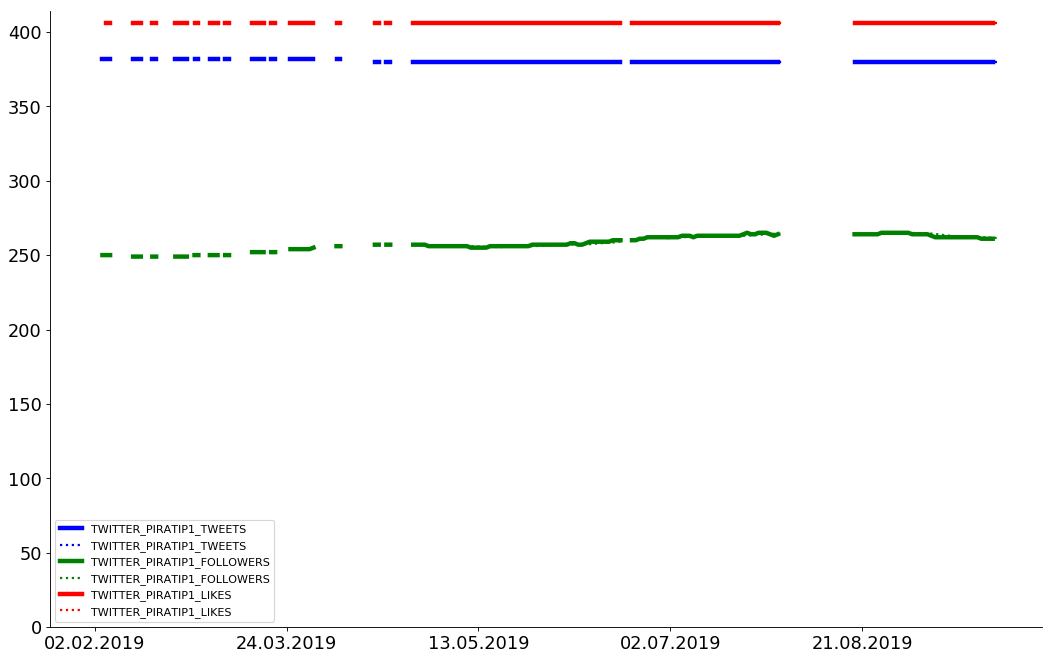 400
350
300
250
200
150
100
50
0
TWITTER_PIRATIP1_TWEETS
TWITTER_PIRATIP1_TWEETS
TWITTER_PIRATIP1_FOLLOWERS
TWITTER_PIRATIP1_FOLLOWERS
TWITTER_PIRATIP1_LIKES
TWITTER_PIRATIP1_LIKES
02.02.2019 24.03.2019 13.05.2019 02.07.2019 21.08.2019